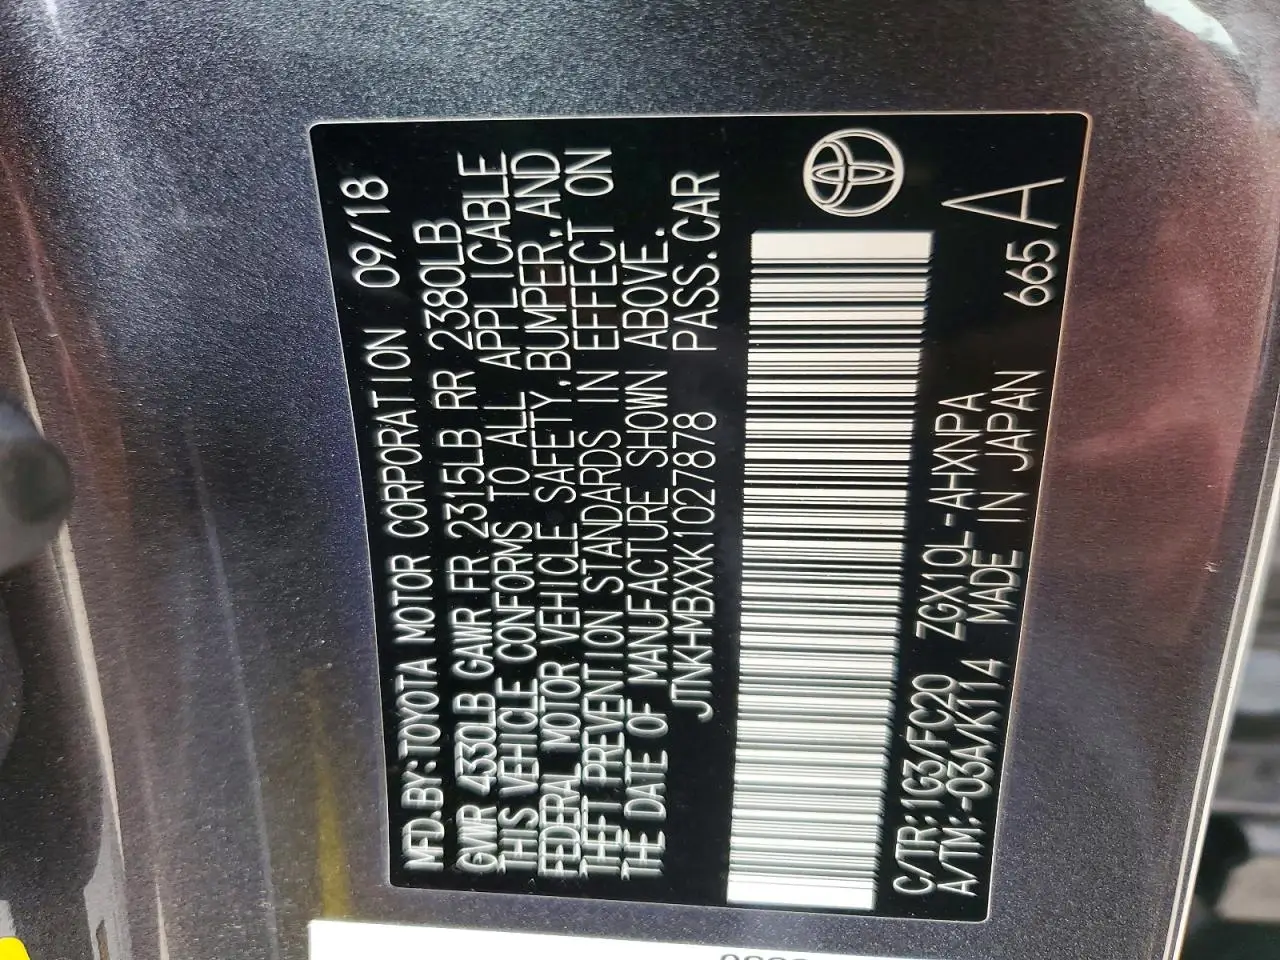 MFD.BY:TOYOTA MOTOR CORPORATION 09/18
GVWR 4330LB GAWR FR 2315LB RR 2380LB
THIS VEHICLE CONFORMS TO ALL APPLICABLE
FEDERAL MOTOR VEHICLE SAFETY, BUMPER, AND
THEFT PREVENTION STANDARDS IN EFFECT ON
THE DATE OF MANUFACTURE SHOWN ABOVE.
JTNKHMBXXK1027878 PASS.CAR
C/TR:1G3/FC20 ZGX10L-AHXNPA
A/TM:-03A/K114 MADE IN JAPAN 665 A